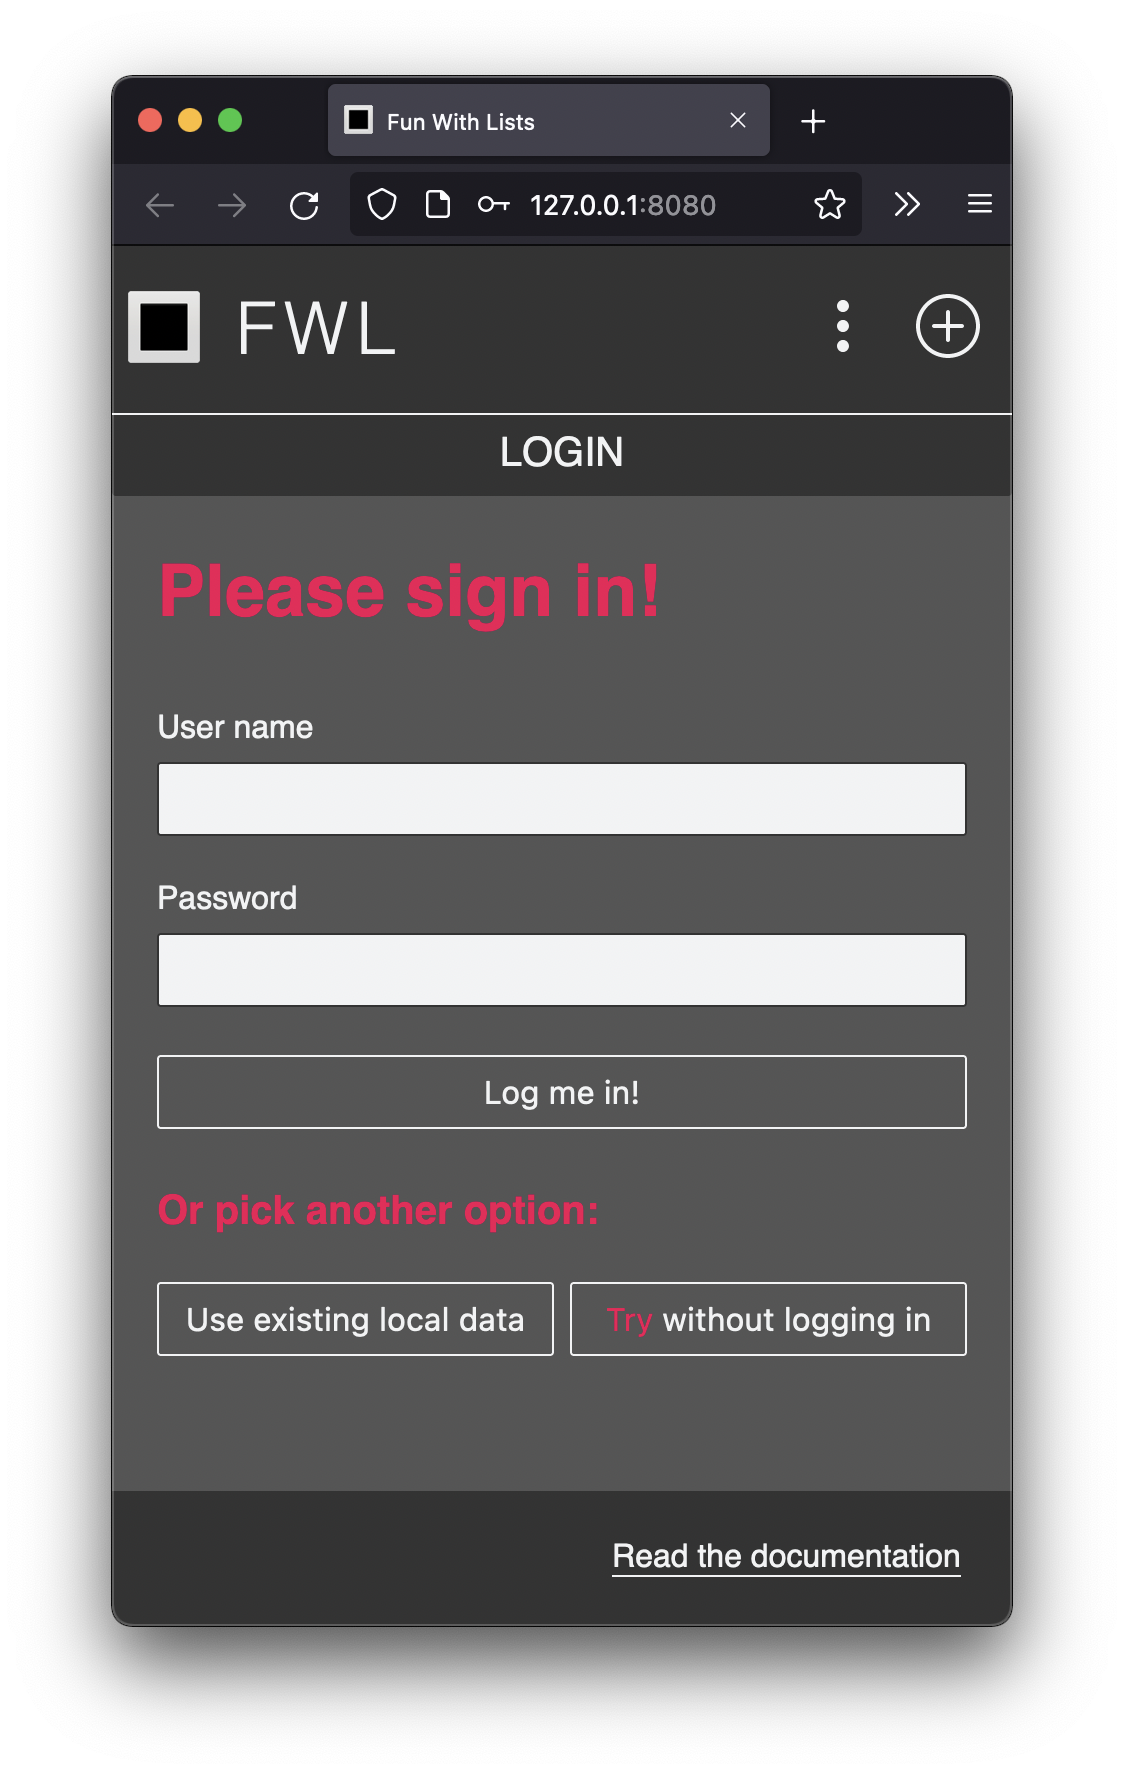 Fun With Lists
127.0.0.1:8080
FWL
LOGIN
Please sign in!
User name
Password
Log me in!
Or pick another option:
Use existing local data
Try without logging in
Read the documentation